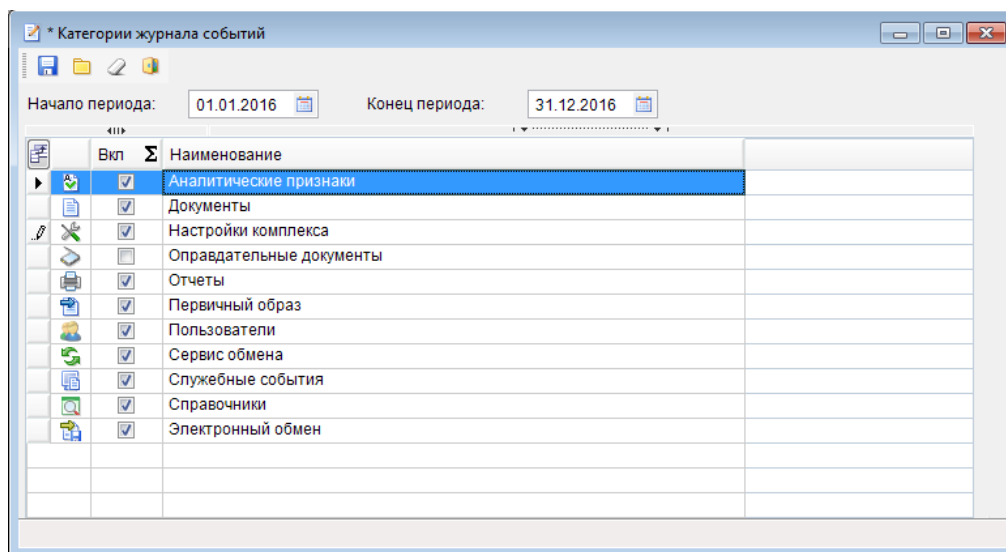 * Категории журнала событий
Начало периода: 01.01.2016 Конец периода: 31.12.2016
Вкл Σ Наименование
Аналитические признаки
Документы
Настройки комплекса
Оправдательные документы
Отчеты
Первичный образ
Пользователи
Сервис обмена
Служебные события
Справочники
Электронный обмен